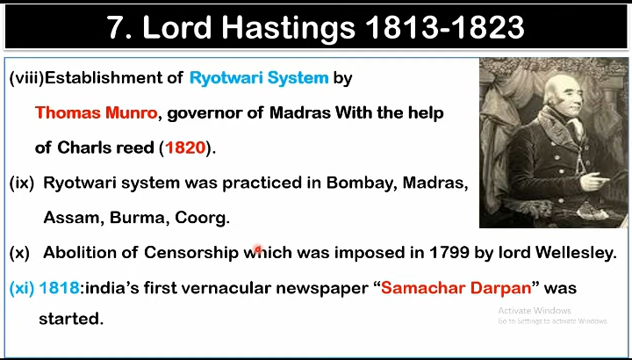 7. Lord Hastings 1813-1823
(viii)Establishment of Ryotwari System by
Thomas Munro, governor of Madras With the help
of Charls reed (1820).
(ix) Ryotwari system was practiced in Bombay, Madras,
Assam, Burma, Coorg.
(x) Abolition of Censorship which was imposed in 1799 by lord Wellesley.
(xi) 1818:india's first vernacular newspaper "Samachar Darpan" was
started.
Activate Windows
Go to Settings to activate Windows